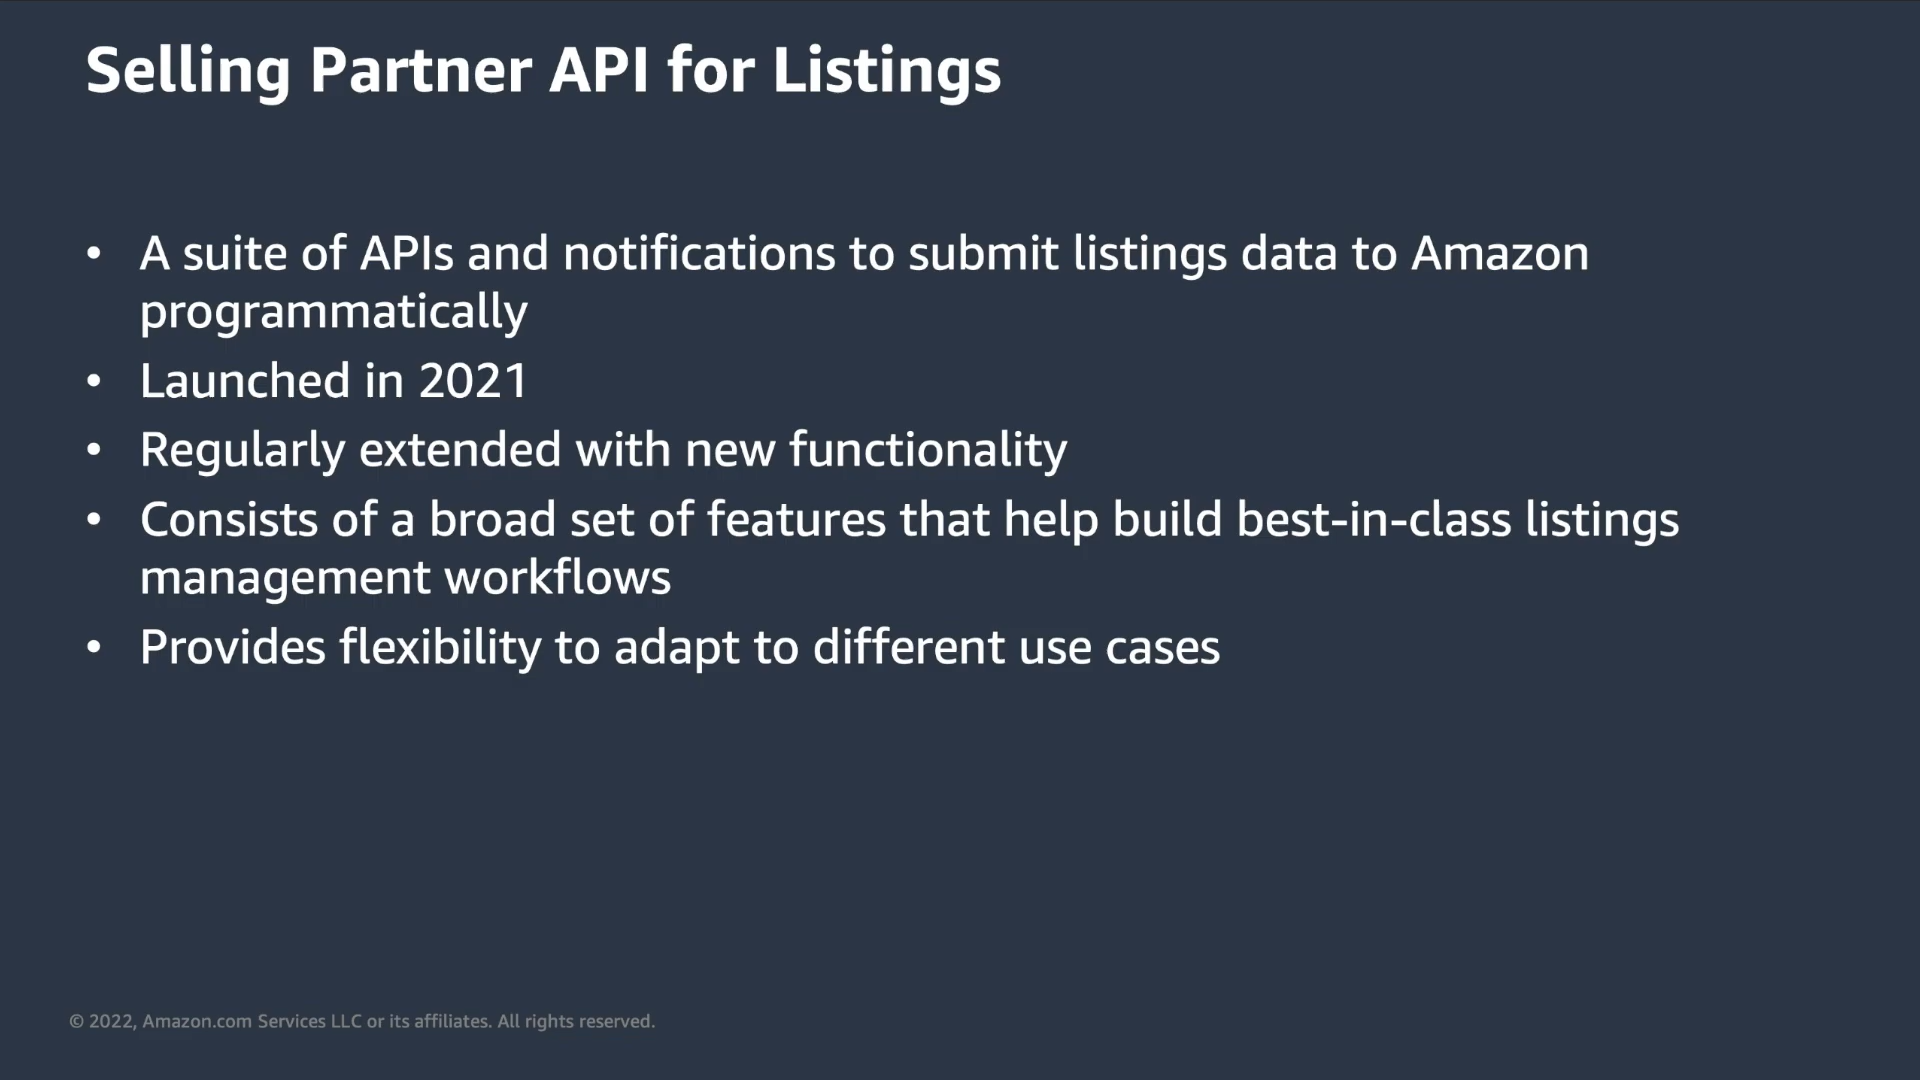 Selling Partner API for Listings
• A suite of APIs and notifications to submit listings data to Amazon
programmatically
• Launched in 2021
• Regularly extended with new functionality
• Consists of a broad set of features that help build best-in-class listings
management workflows
• Provides flexibility to adapt to different use cases
© 2022, Amazon.com Services LLC or its affiliates. All rights reserved.